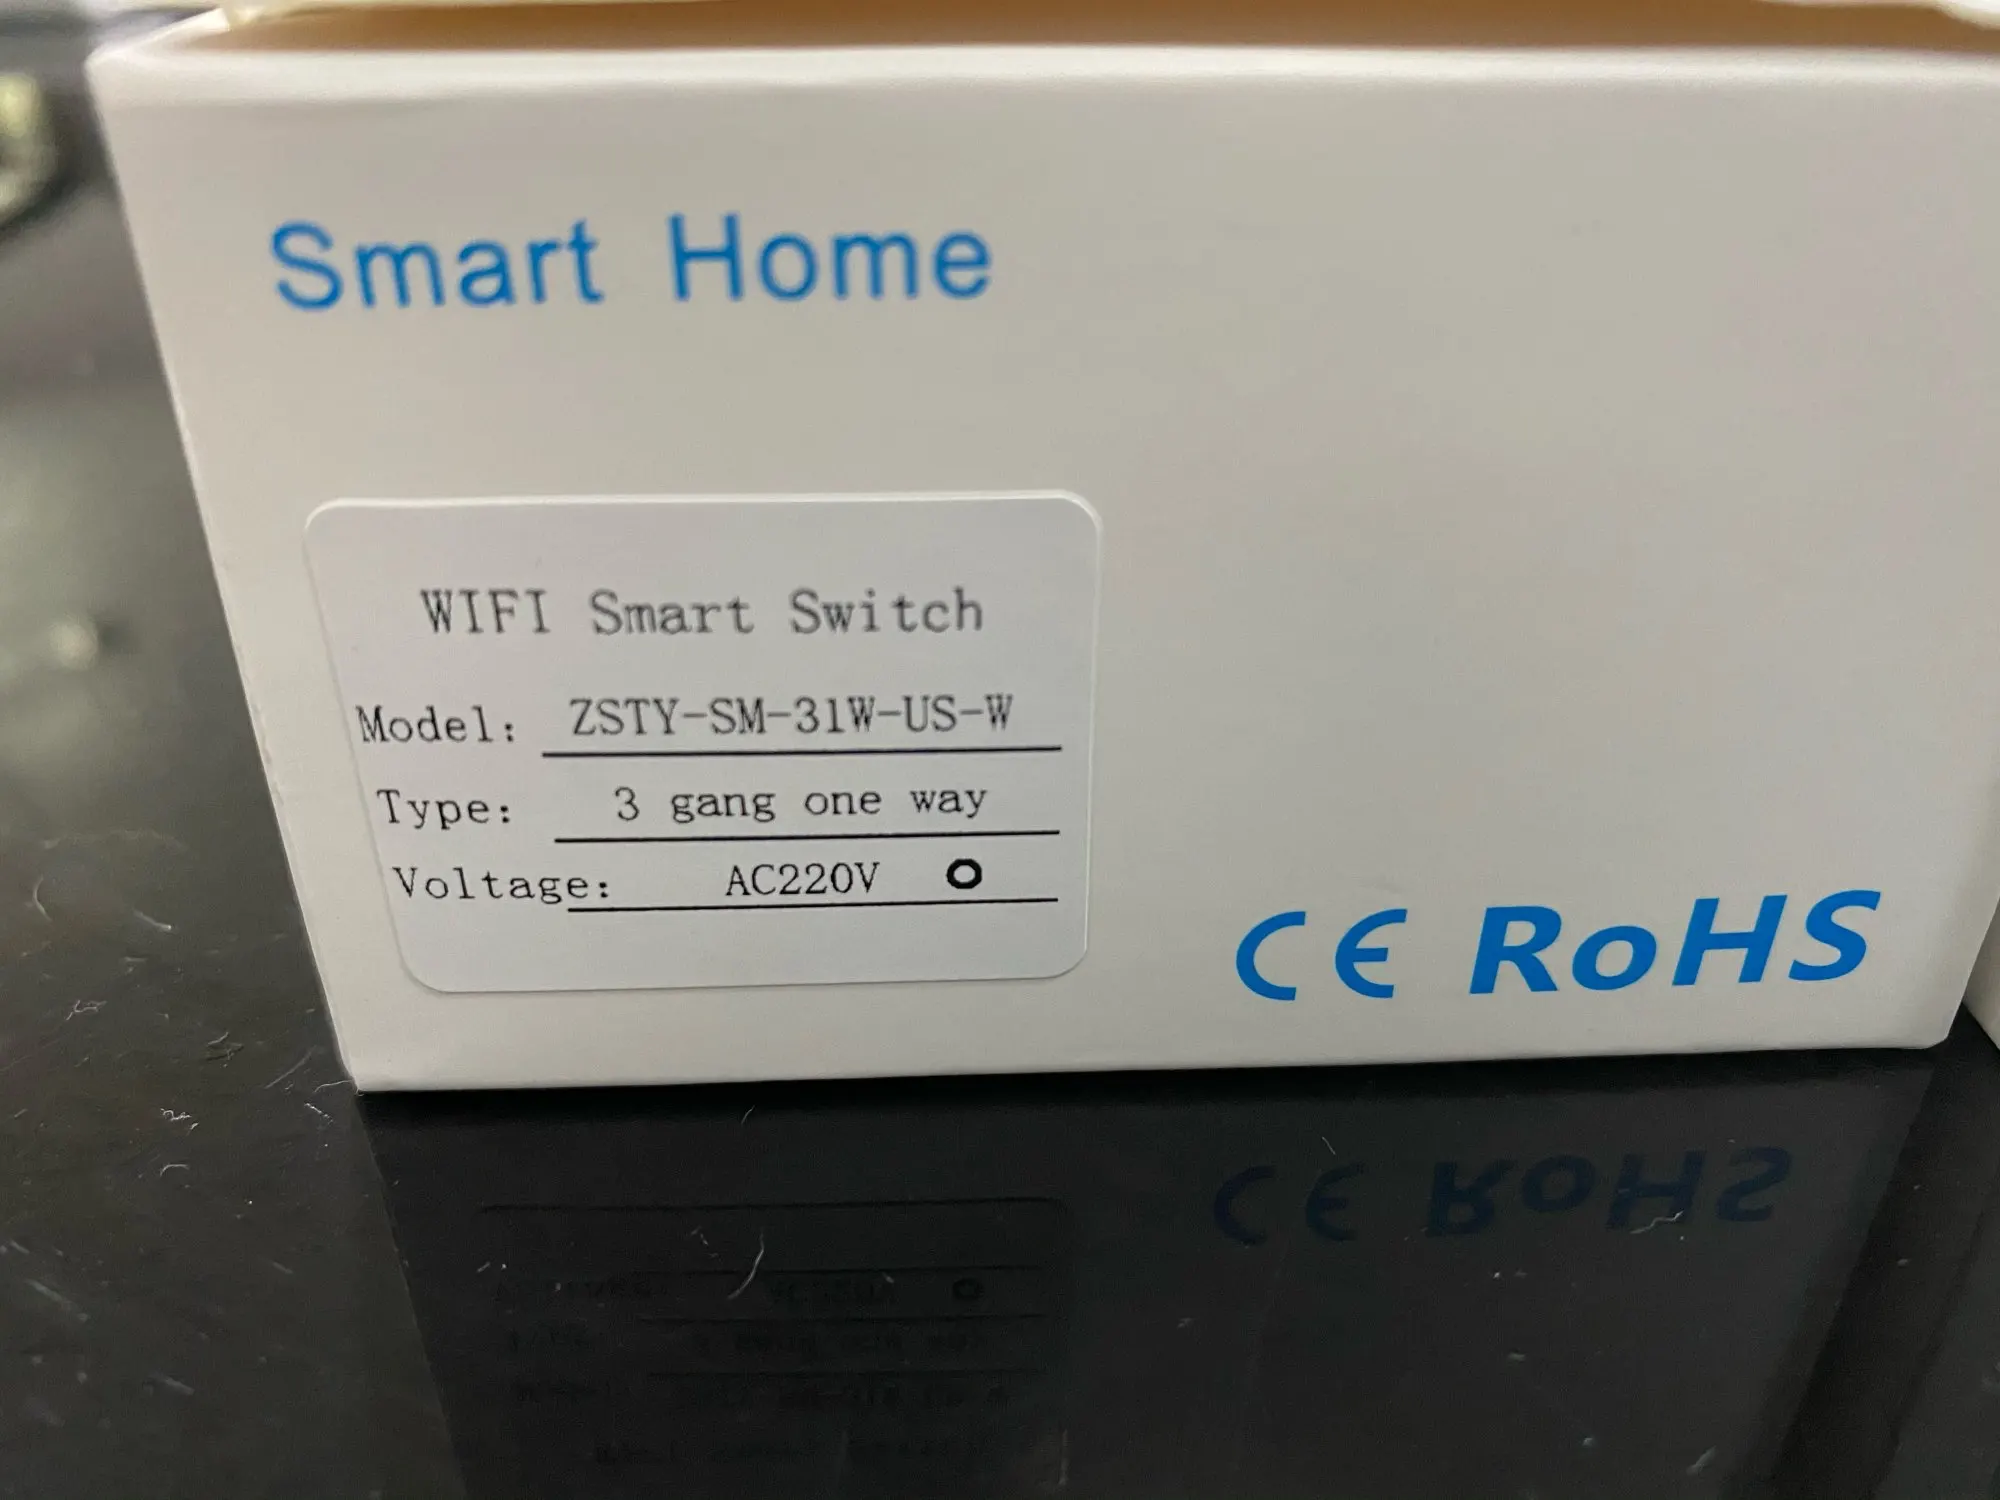 Smart Home
WIFI Smart Switch
Model: ZSTY-SM-31W-US-W
Type: 3 gang one way
Voltage: AC220V O
CE RoHS